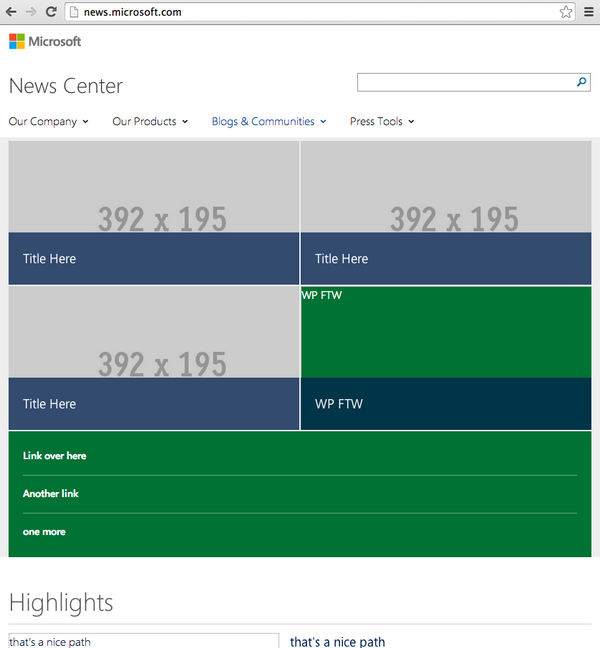 news.microsoft.com
Microsoft
News Center
Our Company Our Products Blogs & Communities Press Tools
392 x 195 392 x 195
Title Here Title Here
WP FTW
392 x 195
Title Here WP FTW
Link over here
Another link
one more
Highlights
that's a nice path that's a nice path